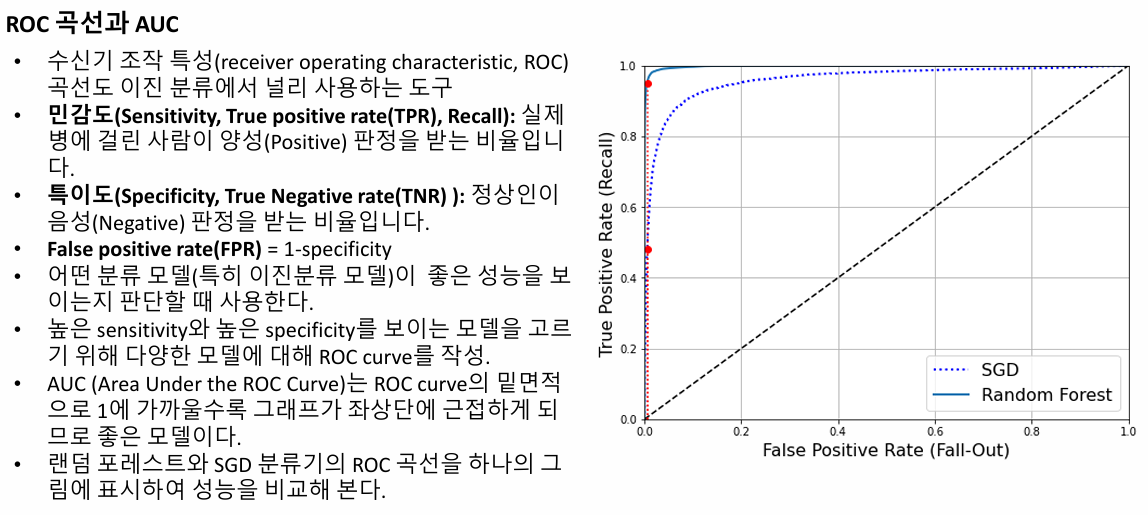 ROC 곡선과 AUC
• 수신기 조작 특성(receiver operating characteristic, ROC)
곡선도 이진 분류에서 널리 사용하는 도구
• 민감도(Sensitivity, True positive rate(TPR), Recall): 실제
병에 걸린 사람이 양성(Positive) 판정을 받는 비율입니
다.
• 특이도(Specificity, True Negative rate(TNR) ): 정상인이
음성(Negative) 판정을 받는 비율입니다.
• False positive rate(FPR) = 1-specificity
• 어떤 분류 모델(특히 이진분류 모델)이 좋은 성능을 보
이는지 판단할 때 사용한다.
• 높은 sensitivity와 높은 specificity를 보이는 모델을 고르
기 위해 다양한 모델에 대해 ROC curve를 작성.
• AUC (Area Under the ROC Curve)는 ROC curve의 밑면적
으로 1에 가까울수록 그래프가 좌상단에 근접하게 되
므로 좋은 모델이다.
• 랜덤 포레스트와 SGD 분류기의 ROC 곡선을 하나의 그
림에 표시하여 성능을 비교해 본다.
True Positive Rate (Recall)
1.0
0.8
0.6
0.4
0.2
0.0
SGD
Random Forest
0.0 0.2 0.4 0.6 0.8 1.0
False Positive Rate (Fall-Out)